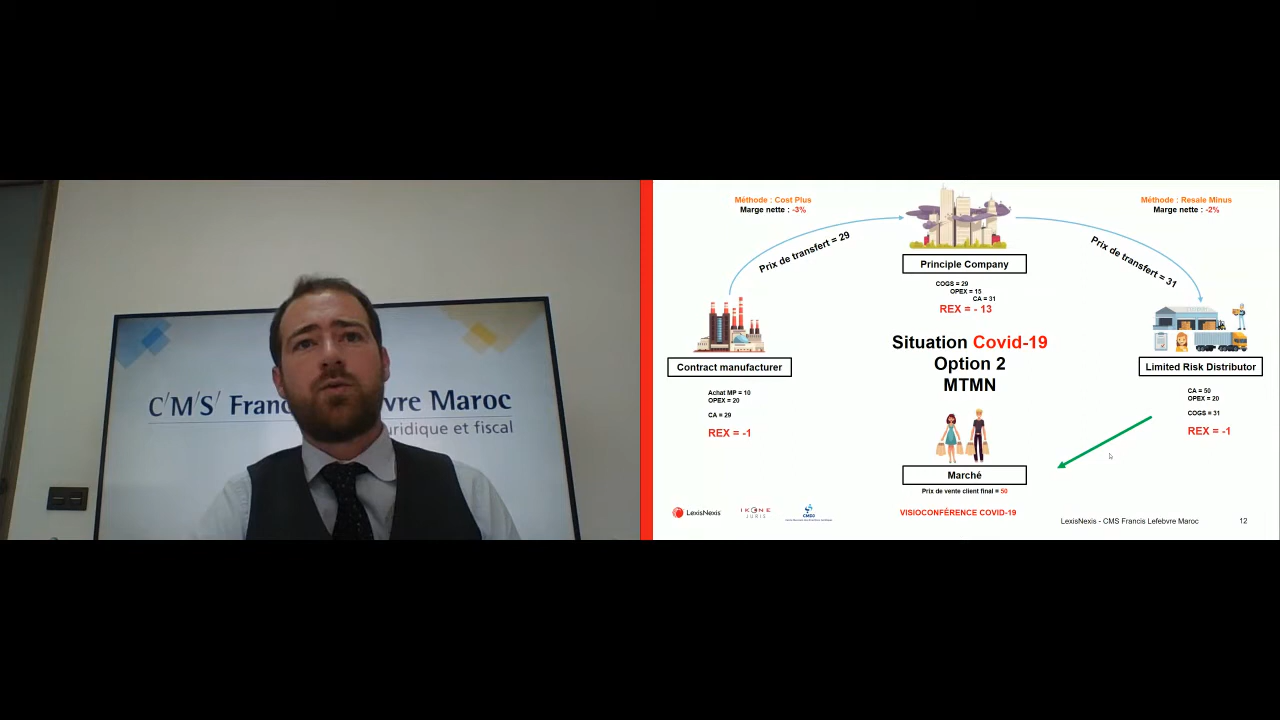 C/M/S/ Franc
efebvre Maroc
uridique et fiscal
Méthode : Cost Plus
Marge nette : -3%
Prix de transfert = 29
Méthode : Resale Minus
Marge nette : -2%
Prix de transfert = 31
Principle Company
COGS = 29
OPEX = 15
CA = 31
REX = - 13
Situation Covid-19
Option 2
MTMN
Contract manufacturer
Achat MP = 10
OPEX = 20
CA = 29
REX = -1
Limited Risk Distributor
CA = 50
OPEX = 20
COGS = 31
REX = -1
Marché
Prix de vente client final = 50
LexisNexis
IKONE
JURIS
VISIOCONFÉRENCE COVID-19
LexisNexis - CMS Francis Lefebvre Maroc
12